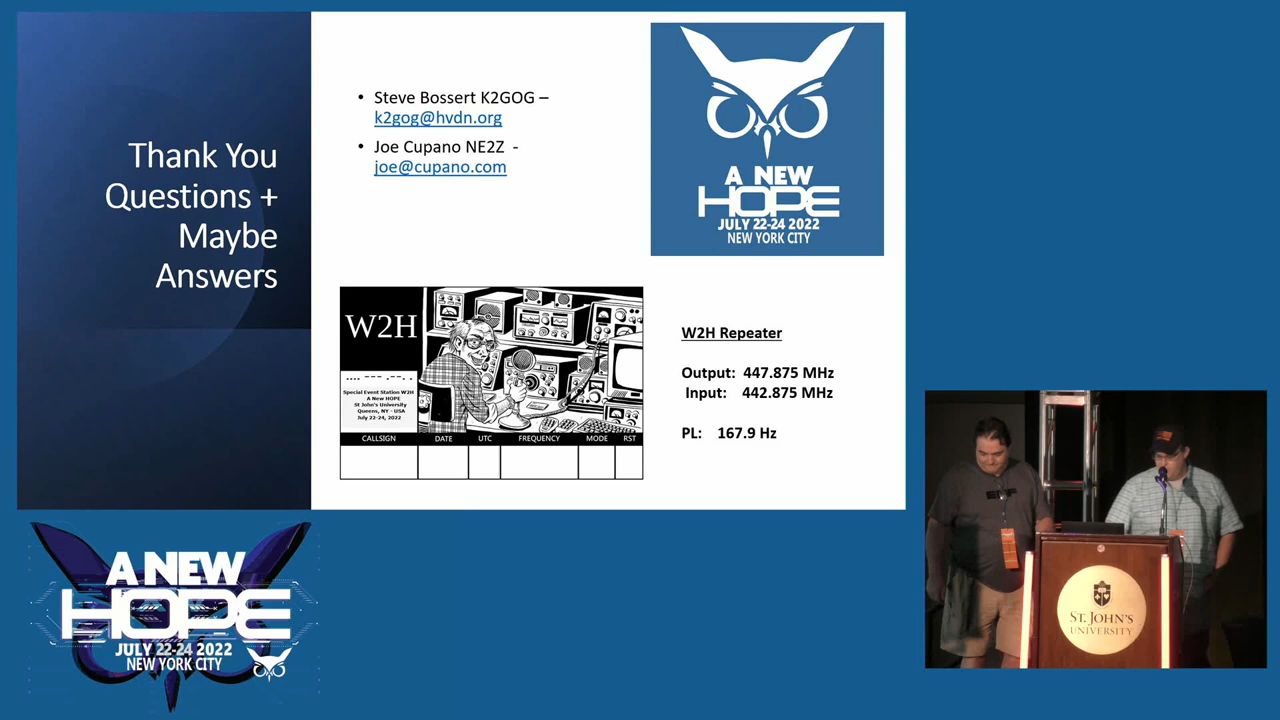 Thank You
Questions +
Maybe
Answers
• Steve Bossert K2GOG –
k2gog@hvdn.org
• Joe Cupano NE2Z -
joe@cupano.com
A NEW
HOPE
JULY 22-24 2022
NEW YORK CITY
W2H
Special Event Station W2H
A New HOPE
St John's University
Queens, NY - USA
July 22-24, 2022
CALLSIGN DATE UTC FREQUENCY MODE RST
W2H Repeater
Output: 447.875 MHz
Input: 442.875 MHz
PL: 167.9 Hz
A NEW
HOPE
JULY 22-24 2022
NEW YORK CITY
ST. JOHN'S
UNIVERSITY